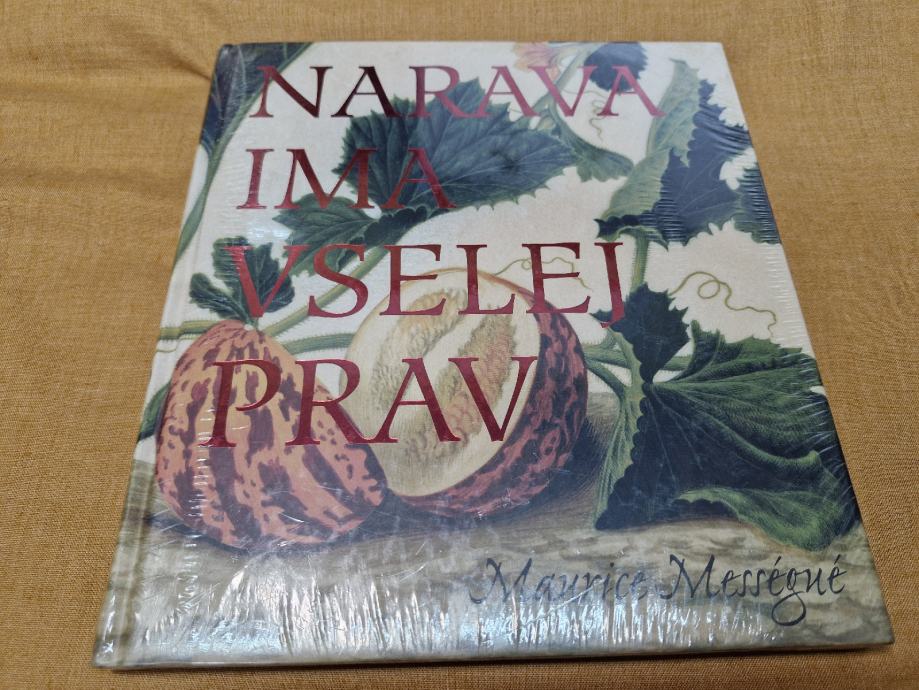 NARAVA
IMA
VSELEJ
PRAV
Maurice Mességué